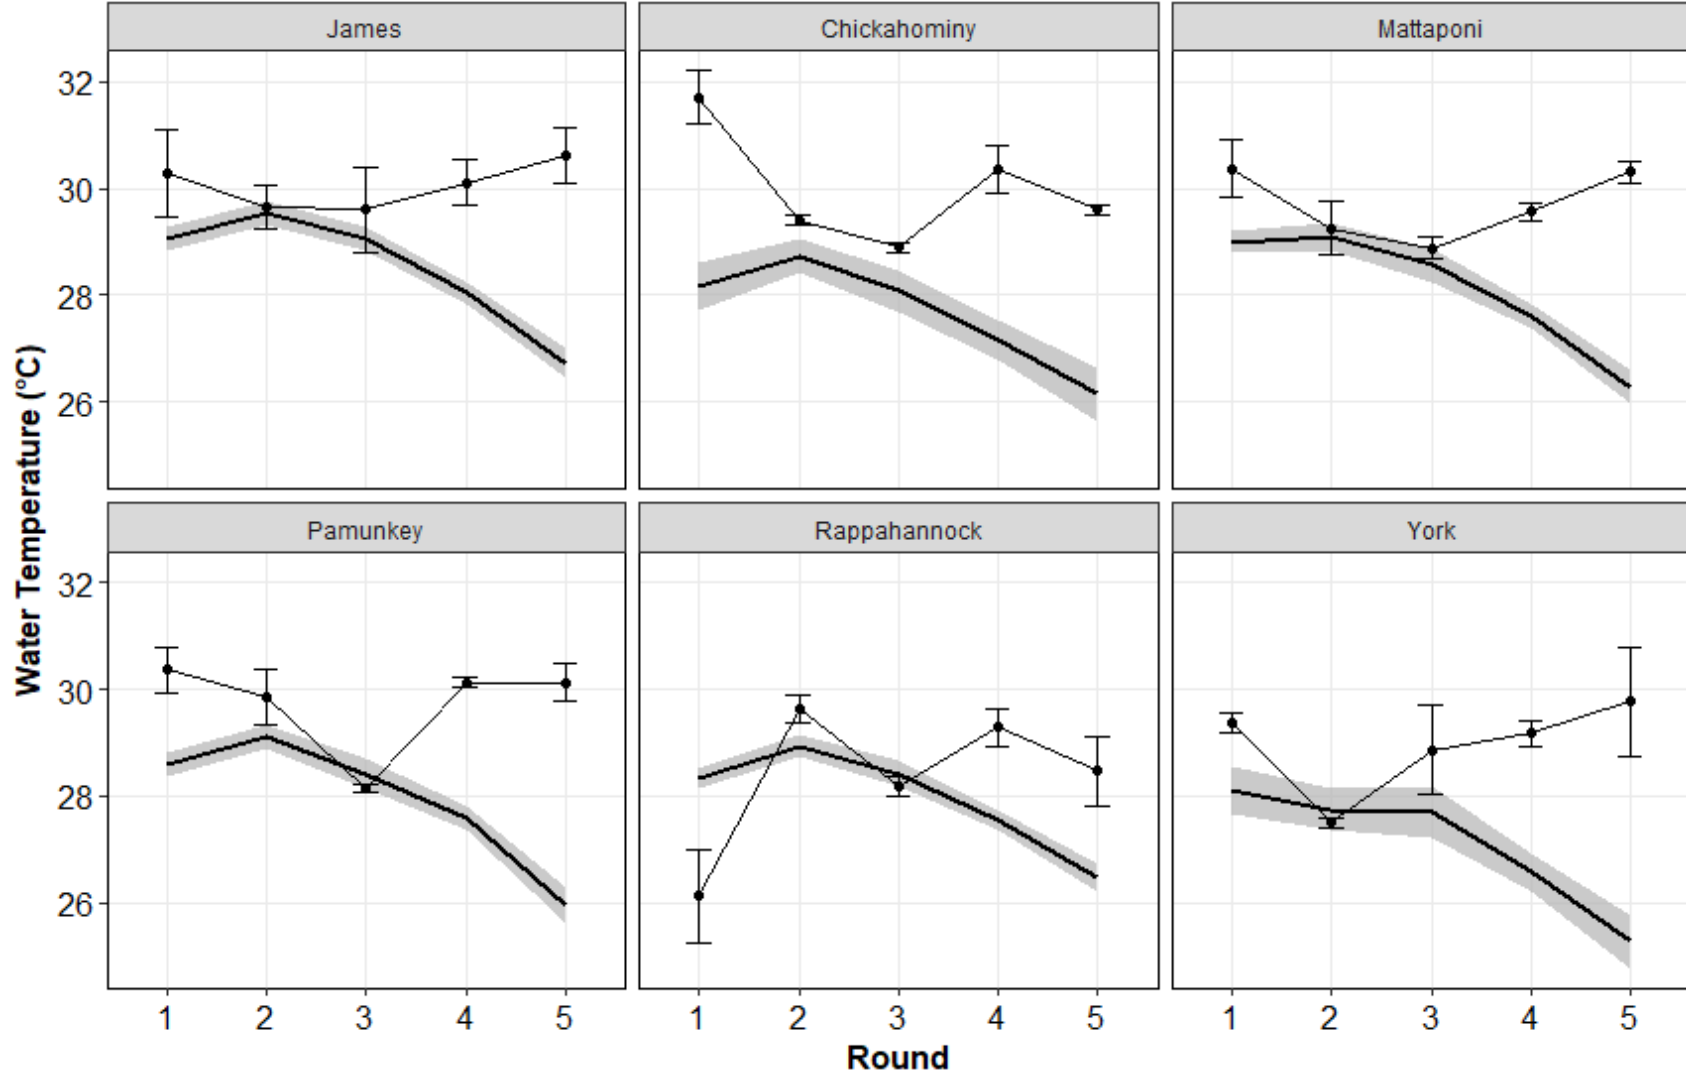 James
Chickahominy
Mattaponi
32
30
28
26
Pamunkey
Rappahannock
York
32
30
28
26
Water Temperature (°C)
1 2 3 4 5
1 2 3 4 5
1 2 3 4 5
Round